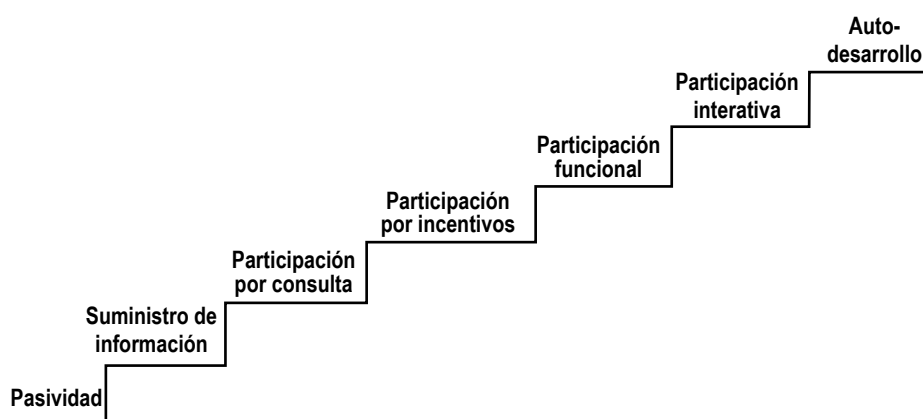 Auto-
desarrollo
Participación
interativa
Participación
funcional
Participación
por incentivos
Participación
por consulta
Suministro de
información
Pasividad